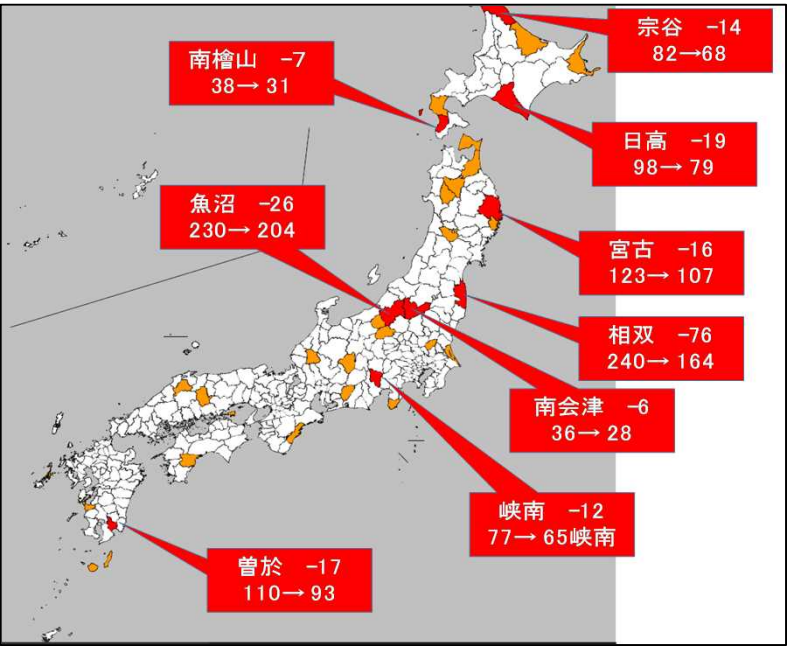 宗谷 -14
82→68
南檜山 -7
38→ 31
日高 -19
98→ 79
魚沼 -26
230→ 204
宮古 -16
123→ 107
相双 -76
240→ 164
南会津 -6
36→ 28
峡南 -12
77→ 65峡南
曽於 -17
110→ 93